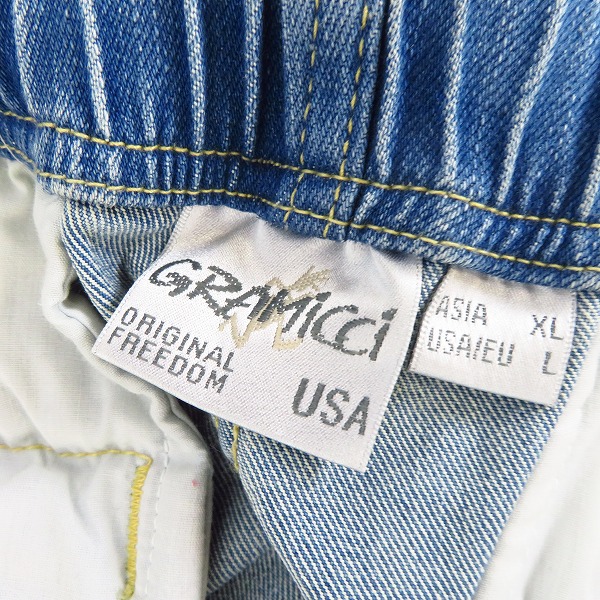 GRAMiCCi
ORIGINAL
FREEDOM
USA
ASIA XL
USA/EU L